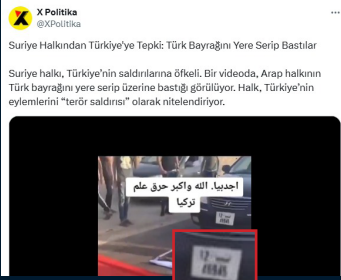 X Politika
@XPolitika
Suriye Halkından Türkiye'ye Tepki: Türk Bayrağını Yere Serip Bastılar
Suriye halkı, Türkiye'nin saldırılarına öfkeli. Bir videoda, Arap halkının
Türk bayrağını yere serip üzerine bastığı görülüyor. Halk, Türkiye'nin
eylemlerini “terör saldırısı” olarak nitelendiriyor.
اجدبيا. الله واكبر حرق علم
تركيا